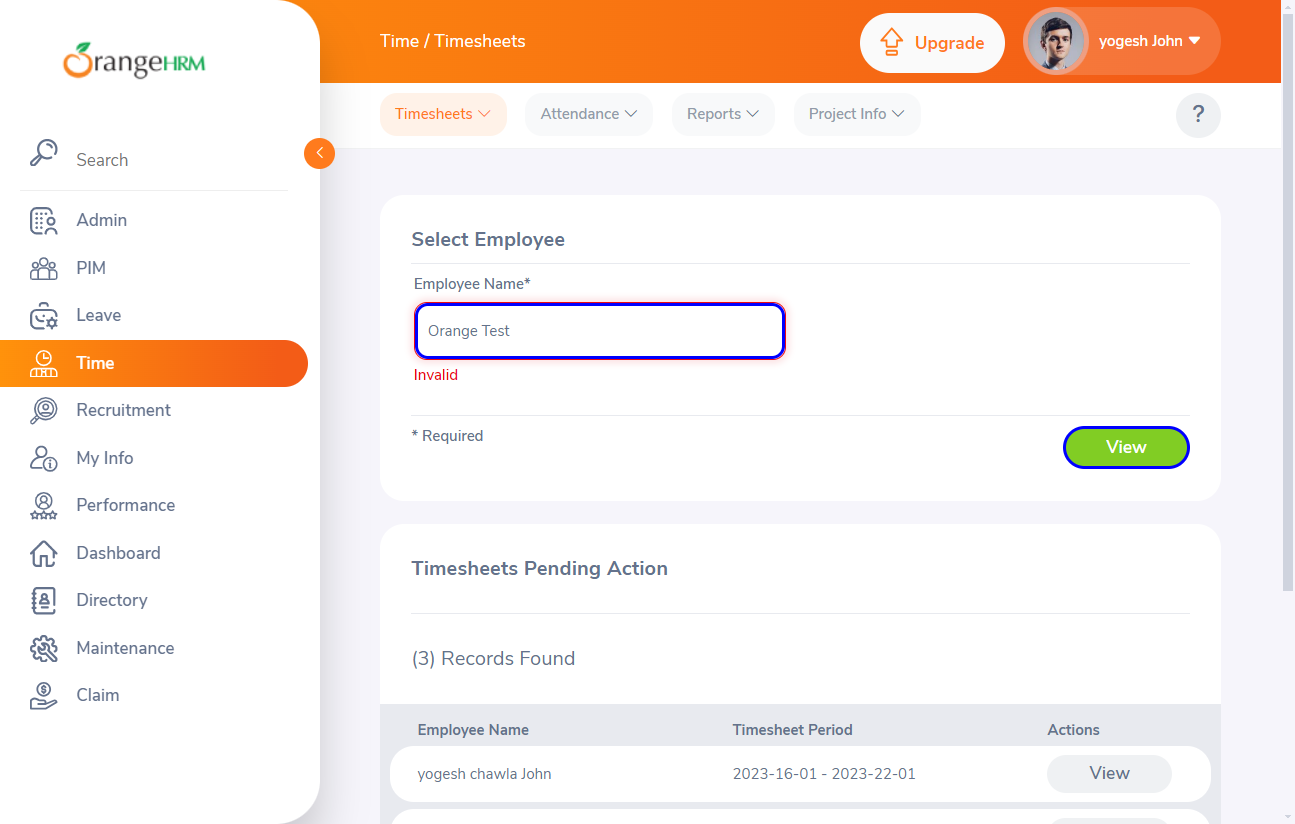 OrangeHRM
Time / Timesheets
Upgrade
yogesh John
Timesheets
Attendance
Reports
Project Info
?
Search
Admin
PIM
Leave
Time
Recruitment
My Info
Performance
Dashboard
Directory
Maintenance
Claim
Select Employee
Employee Name*
Orange Test
Invalid
* Required
View
Timesheets Pending Action
(3) Records Found
Employee Name Timesheet Period Actions
yogesh chawla John 2023-16-01 - 2023-22-01 View